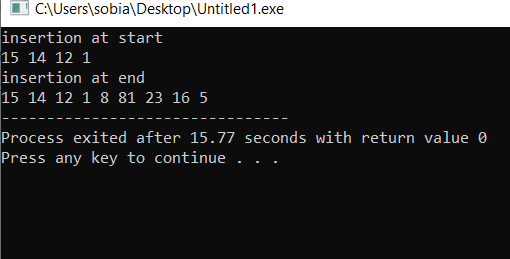 C:\Users\sobia\Desktop\Untitled1.exe
insertion at start
15 14 12 1
insertion at end
15 14 12 1 8 81 23 16 5
--------------------------------
Process exited after 15.77 seconds with return value 0
Press any key to continue . . .